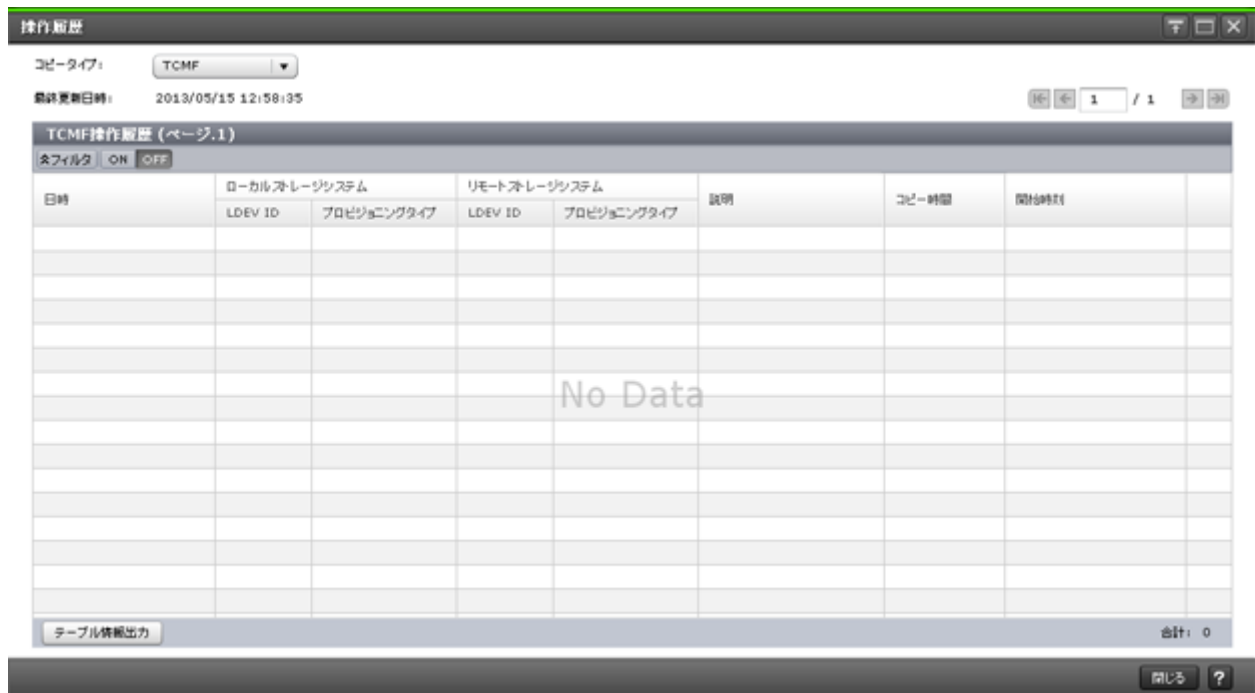 操作履歴
コピータイプ: TCMF
最終更新日時: 2013/05/15 12:58:35
1 / 1
TCMF操作履歴 (ページ.1)
フィルタ ON OFF
日時 ローカルストレージシステム リモートストレージシステム 説明 コピー時間 開始時刻
LDEV ID プロビジョニングタイプ LDEV ID プロビジョニングタイプ
No Data
テーブル情報出力 合計: 0
閉じる ?